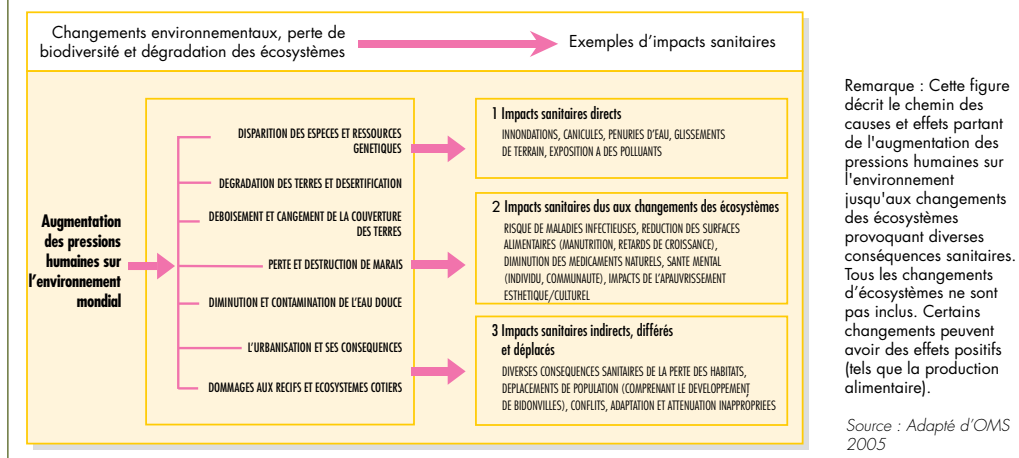 Changements environnementaux, perte de
biodiversité et dégradation des écosystèmes
Exemples d'impacts sanitaires
Augmentation
des pressions
humaines sur
l'environnement
mondial
DISPARITION DES ESPECES ET RESSOURCES
GENETIQUES
DEGRADATION DES TERRES ET DESERTIFICATION
DEBOISEMENT ET CANGEMENT DE LA COUVERTURE
DES TERRES
PERTE ET DESTRUCTION DE MARAIS
DIMINUTION ET CONTAMINATION DE L'EAU DOUCE
L'URBANISATION ET SES CONSEQUENCES
DOMMAGES AUX RECIFS ET ECOSYSTEMES COTIERS
1 Impacts sanitaires directs
INNONDATIONS, CANICULES, PENURIES D'EAU, GLISSEMENTS
DE TERRAIN, EXPOSITION A DES POLLUANTS
2 Impacts sanitaires dus aux changements des écosystèmes
RISQUE DE MALADIES INFECTIEUSES, REDUCTION DES SURFACES
ALIMENTAIRES (MANUTRITION, RETARDS DE CROISSANCE),
DIMINUTION DES MEDICAMENTS NATURELS, SANTE MENTAL
(INDIVIDU, COMMUNAUTE), IMPACTS DE L'APAUVRISSEMENT
ESTHETIQUE/CULTUREL
3 Impacts sanitaires indirects, différés
et déplacés
DIVERSES CONSEQUENCES SANITAIRES DE LA PERTE DES HABITATS,
DEPLACEMENTS DE POPULATION (COMPRENANT LE DEVELOPPEMENT
DE BIDONVILLES), CONFLITS, ADAPTATION ET ATTENUATION INAPPROPRIEES
Remarque : Cette figure
décrit le chemin des
causes et effets partant
de l'augmentation des
pressions humaines sur
l'environnement
jusqu'aux changements
des écosystèmes
provoquant diverses
conséquences sanitaires.
Tous les changements
d'écosystèmes ne sont
pas inclus. Certains
changements peuvent
avoir des effets positifs
(tels que la production
alimentaire).
Source : Adapté d'OMS
2005